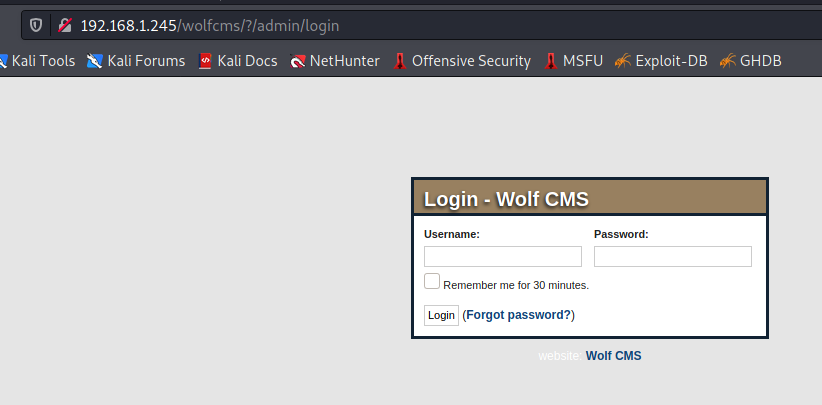 192.168.1.245/wolfcms/?/admin/login
Kali Tools Kali Forums Kali Docs NetHunter Offensive Security MSFU Exploit-DB GHDB
Login - Wolf CMS
Username: Password:
Remember me for 30 minutes.
Login (Forgot password?)
website: Wolf CMS